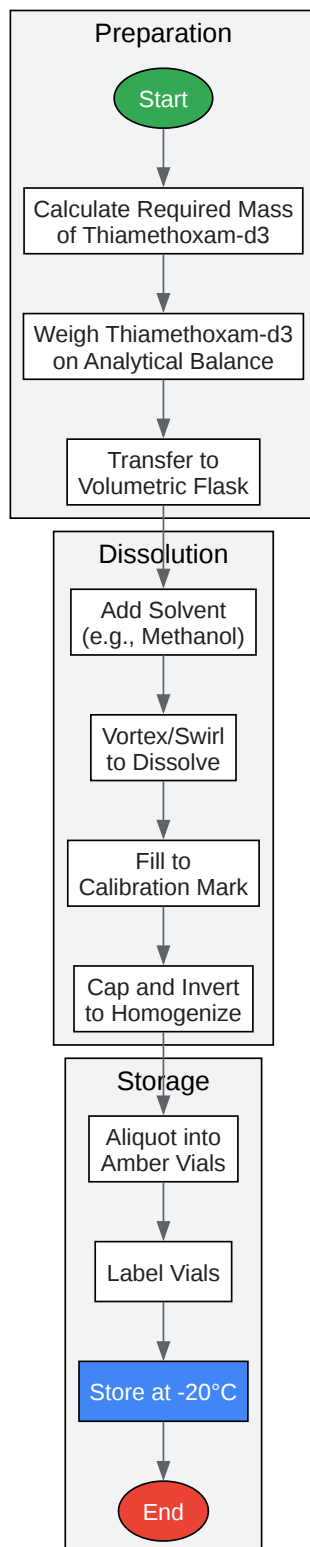 Preparation
Start
Calculate Required Mass
of Thiamethoxam-d3
Weigh Thiamethoxam-d3
on Analytical Balance
Transfer to
Volumetric Flask
Dissolution
Add Solvent
(e.g., Methanol)
Vortex/Swirl
to Dissolve
Fill to
Calibration Mark
Cap and Invert
to Homogenize
Storage
Aliquot into
Amber Vials
Label Vials
Store at -20°C
End